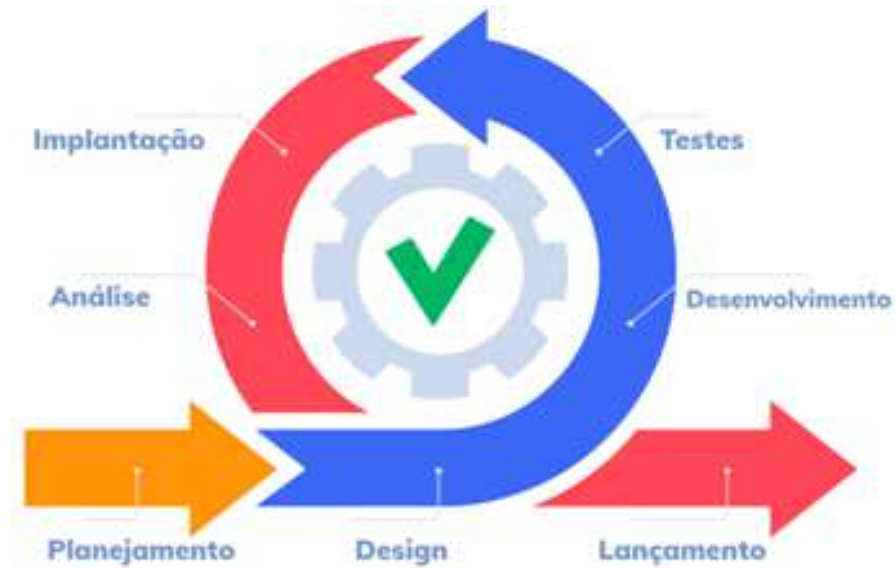 Implantação
Testes
Análise
Desenvolvimento
Planejamento
Design
Lançamento